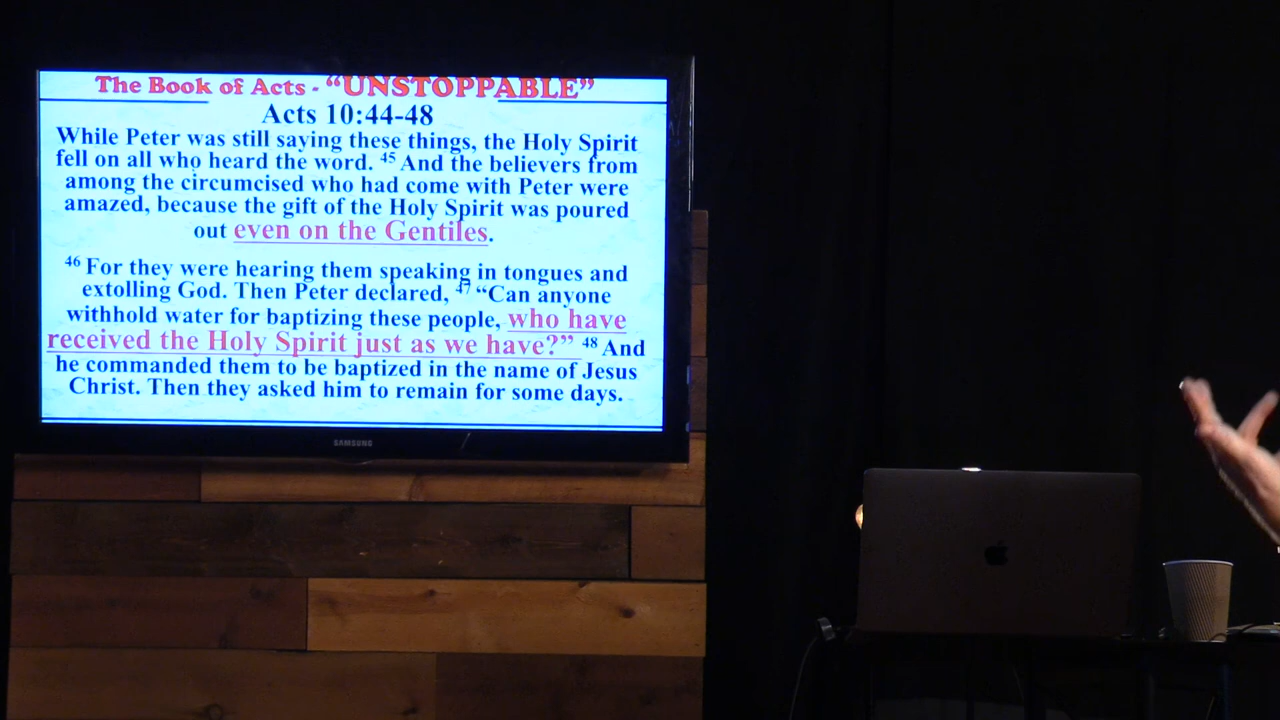 The Book of Acts - “UNSTOPPABLE”
Acts 10:44-48
While Peter was still saying these things, the Holy Spirit
fell on all who heard the word. 45 And the believers from
among the circumcised who had come with Peter were
amazed, because the gift of the Holy Spirit was poured
out even on the Gentiles.
46 For they were hearing them speaking in tongues and
extolling God. Then Peter declared, 47 “Can anyone
withhold water for baptizing these people, who have
received the Holy Spirit just as we have?” 48 And
he commanded them to be baptized in the name of Jesus
Christ. Then they asked him to remain for some days.
SAMSUNG